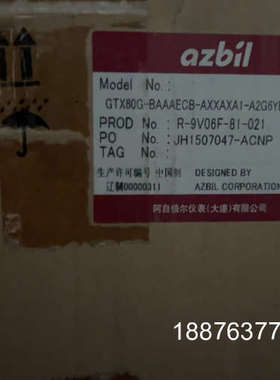 azbil
Model No. :
GTX80G-BAAAECB-AXXAXA1-A2G6Y
PROD No. : R-9V06F-81-021
PO No. : JH1507047-ACNP
TAG No. :
生产许可编号 中国制 DESIGNED BY
辽制00000311 AZBIL CORPORATION
阿自倍尔仪表(大连)有限公司
18876377